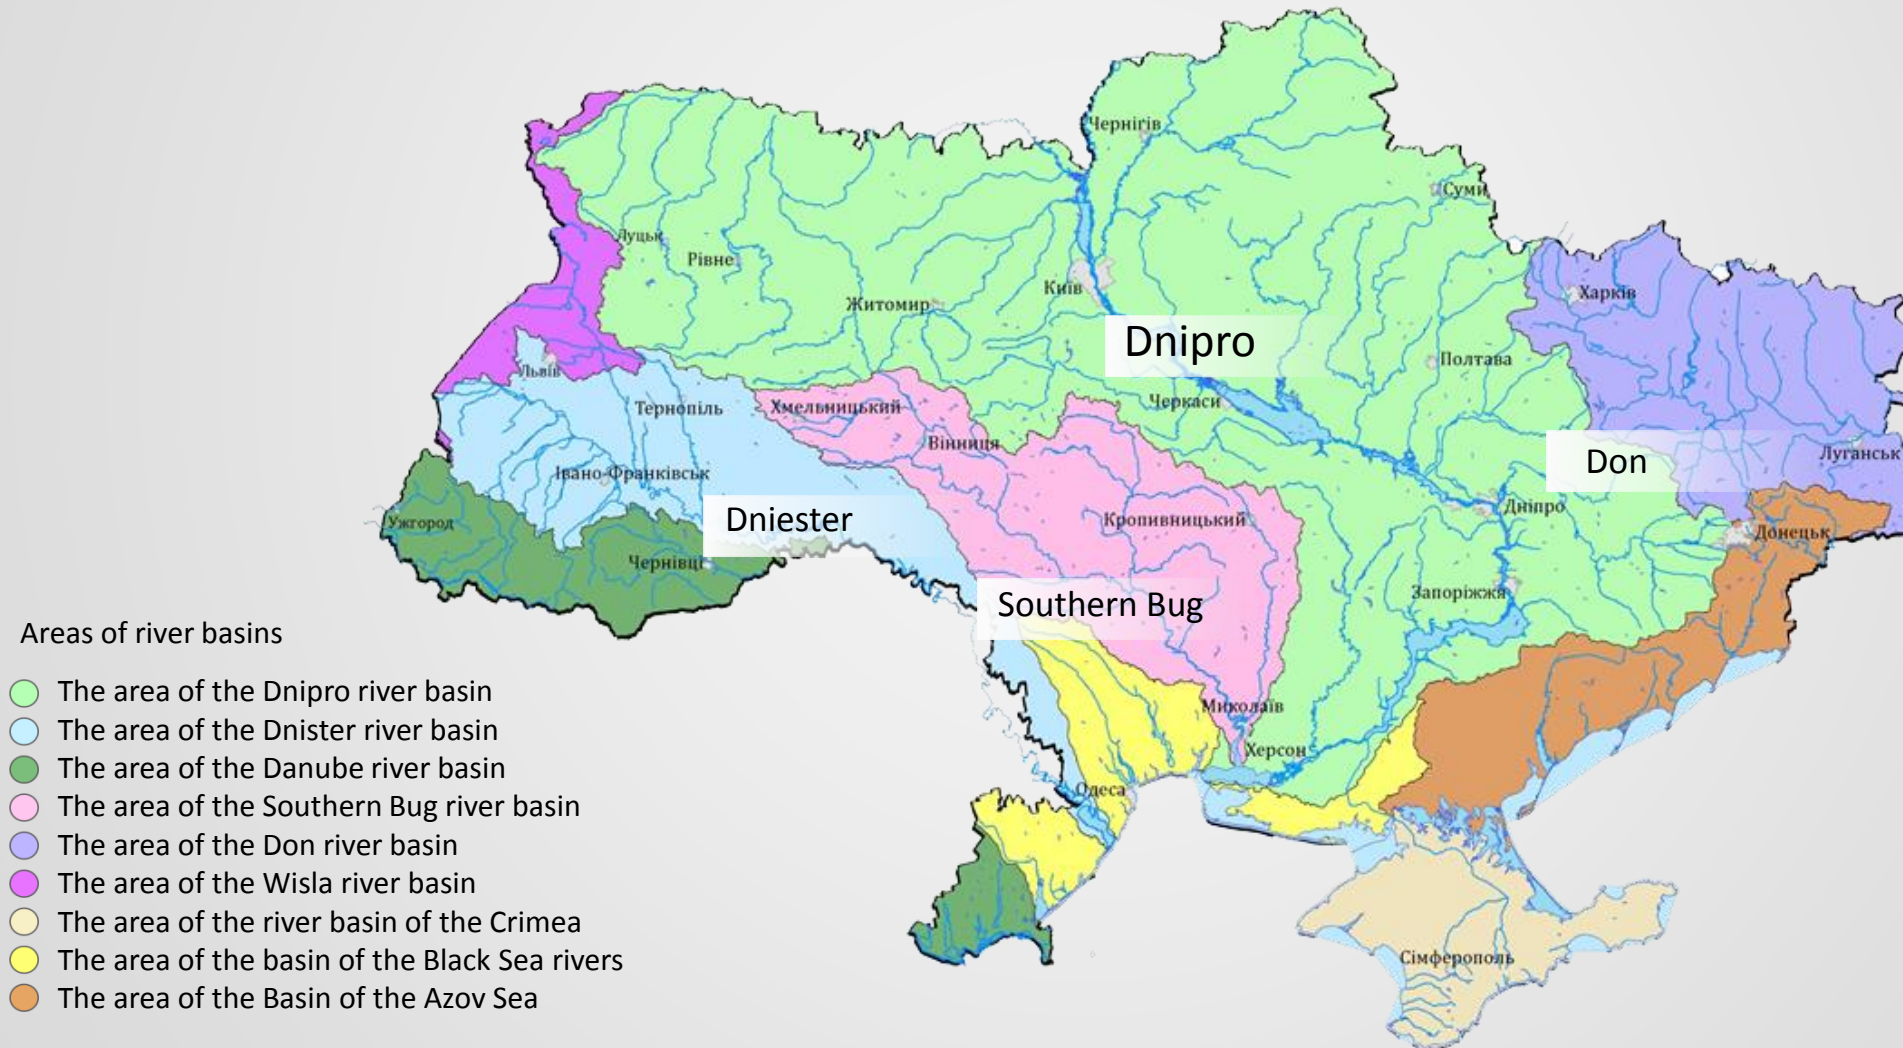 Чернігів
Суми
Луцьк
Рівне
Київ
Харків
Житомир
Dnipro
Полтава
Львів
Тернопіль
Хмельницький
Черкаси
Вінниця
Don
Луганськ
Івано-Франківськ
Ужгород
Dniester
Кропивницький
Дніпро
Донецьк
Чернівці
Запоріжжя
Southern Bug
Миколаїв
Херсон
Одеса
Сімферополь
Areas of river basins
The area of the Dnipro river basin
The area of the Dnister river basin
The area of the Danube river basin
The area of the Southern Bug river basin
The area of the Don river basin
The area of the Wisla river basin
The area of the river basin of the Crimea
The area of the basin of the Black Sea rivers
The area of the Basin of the Azov Sea